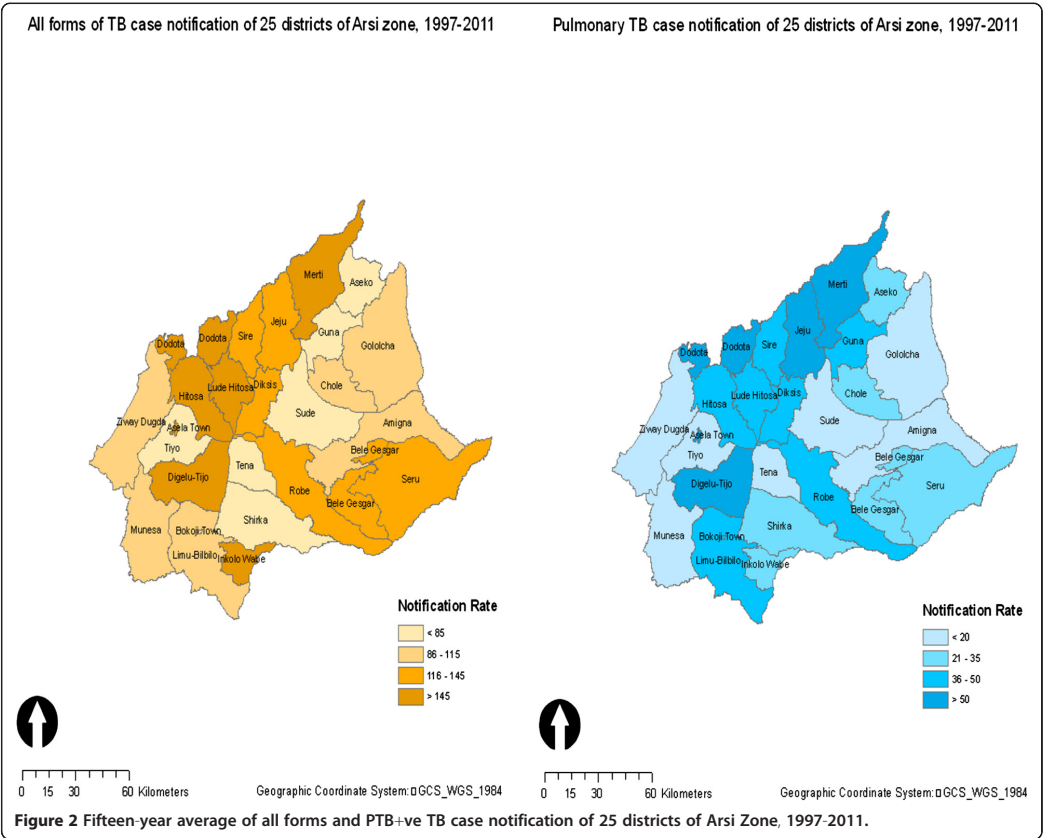 All forms of TB case notification of 25 districts of Arsi zone, 1997-2011
Merti
Aseko
Jeju
Guna
Dodota
Dodota
Sire
Gololcha
Hitosa
Lude Hitosa
Diksis
Chole
Sude
Ziway Dugda
Asela Town
Amigna
Tiyo
Bele Gesgar
Tena
Digelu-Tijo
Robe
Seru
Bele Gesgar
Shirka
Munesa
Bokoji Town
Limu-Bilbilo
Inkolo Wabe
Notification Rate
< 85
86 - 115
116 - 145
> 145
0 15 30 60 Kilometers
Geographic Coordinate System: GCS_WGS_1984
Pulmonary TB case notification of 25 districts of Arsi zone, 1997-2011
Merti
Aseko
Jeju
Guna
Dodota
Dodota
Sire
Gololcha
Hitosa
Lude Hitosa
Diksis
Chole
Sude
Ziway Dugda
Asela Town
Amigna
Tiyo
Bele Gesgar
Tena
Digelu-Tijo
Robe
Seru
Bele Gesgar
Shirka
Munesa
Bokoji Town
Limu-Bilbilo
Inkolo Wabe
Notification Rate
< 20
21 - 35
36 - 50
> 50
0 15 30 60 Kilometers
Geographic Coordinate System: GCS_WGS_1984
Figure 2 Fifteen-year average of all forms and PTB+ve TB case notification of 25 districts of Arsi Zone, 1997-2011.